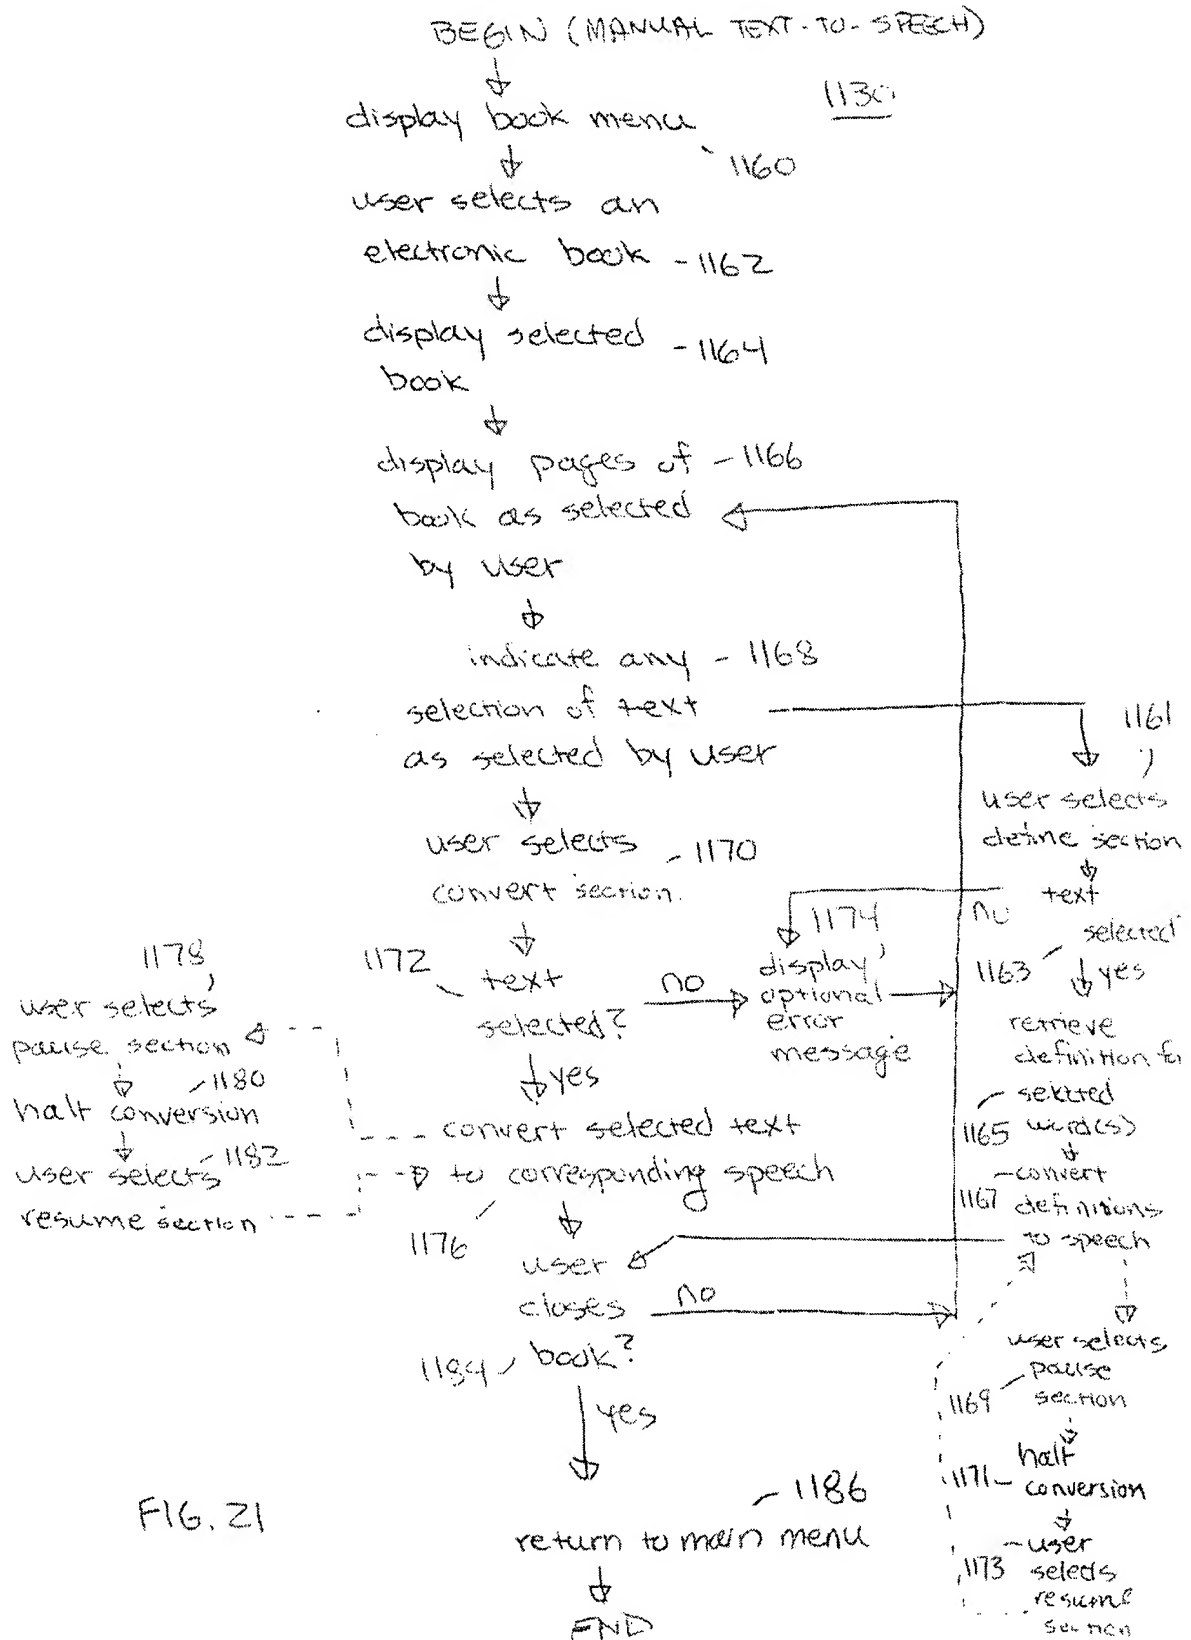 BEGIN (MANUAL TEXT-TO-SPEECH)
1130
display book menu
1160
user selects an
electronic book - 1162
display selected - 1164
book
display pages of - 1166
book as selected
by user
indicate any - 1168
selection of text
as selected by user
1161
user selects
define section
user selects - 1170
convert section
no
text
selected
1163
yes
1174
display
optional
error
message
1172
text
selected?
no
yes
1178
user selects
pause section
1180
halt conversion
1182
user selects
resume section
convert selected text
to corresponding speech
1176
retrieve
definition for
selected
word(s)
1165
convert
1167
definitions
to speech
user
closes
book?
no
1184
yes
user selects
pause
section
1169
halt
1171
conversion
user
1173
selects
resume
section
1186
return to main menu
END
FIG. 21